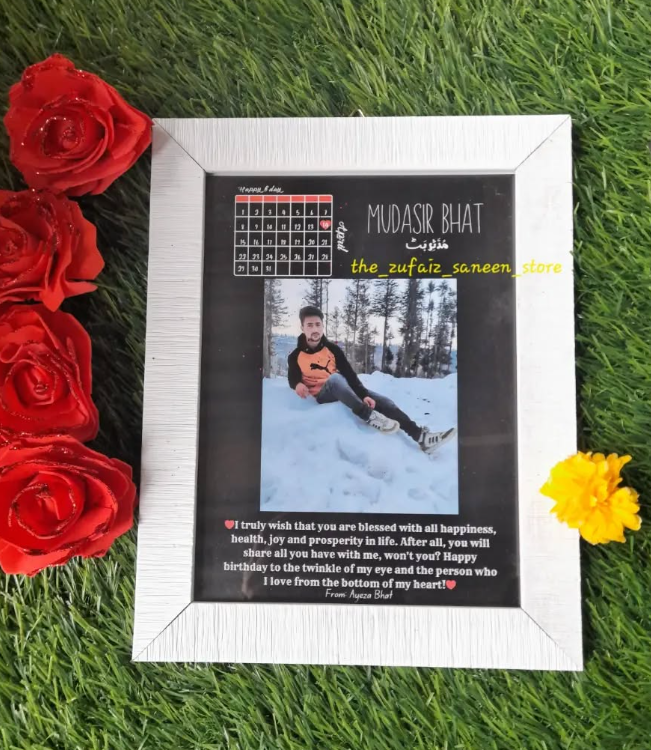 Happy B day
April
1 2 3 4 5 6 7
8 9 10 11 12 13 14
15 16 17 18 19 20 21
22 23 24 25 26 27 28
29 30 31
MUDASIR BHAT
the_zufaiz_saneen_store
I truly wish that you are blessed with all happiness,
health, joy and prosperity in life. After all, you will
share all you have with me, won't you? Happy
birthday to the twinkle of my eye and the person who
I love from the bottom of my heart!
From: Ayeza Bhat